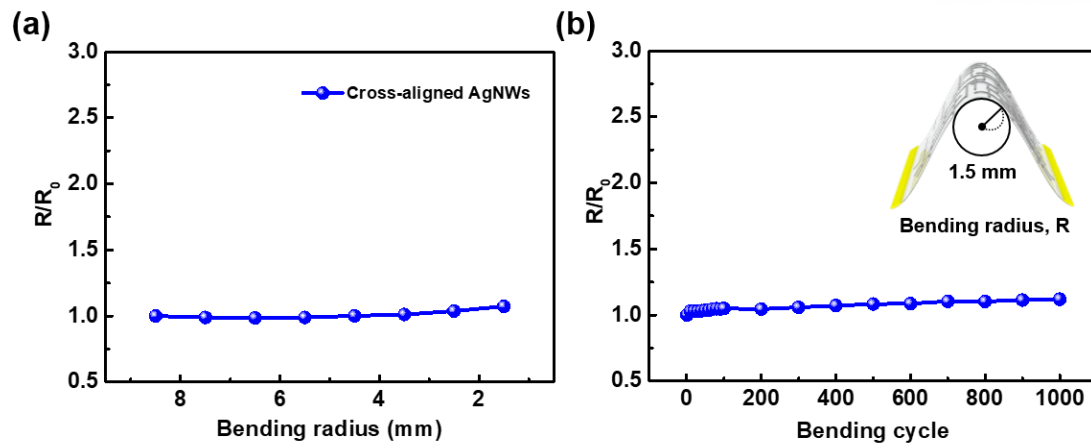 (a)
3.0
2.5
2.0
1.5
1.0
0.5
R/R₀
Cross-aligned AgNWs
8
6
4
2
Bending radius (mm)
(b)
3.0
2.5
2.0
1.5
1.0
0.5
R/R₀
1.5 mm
Bending radius, R
0
200
400
600
800
1000
Bending cycle